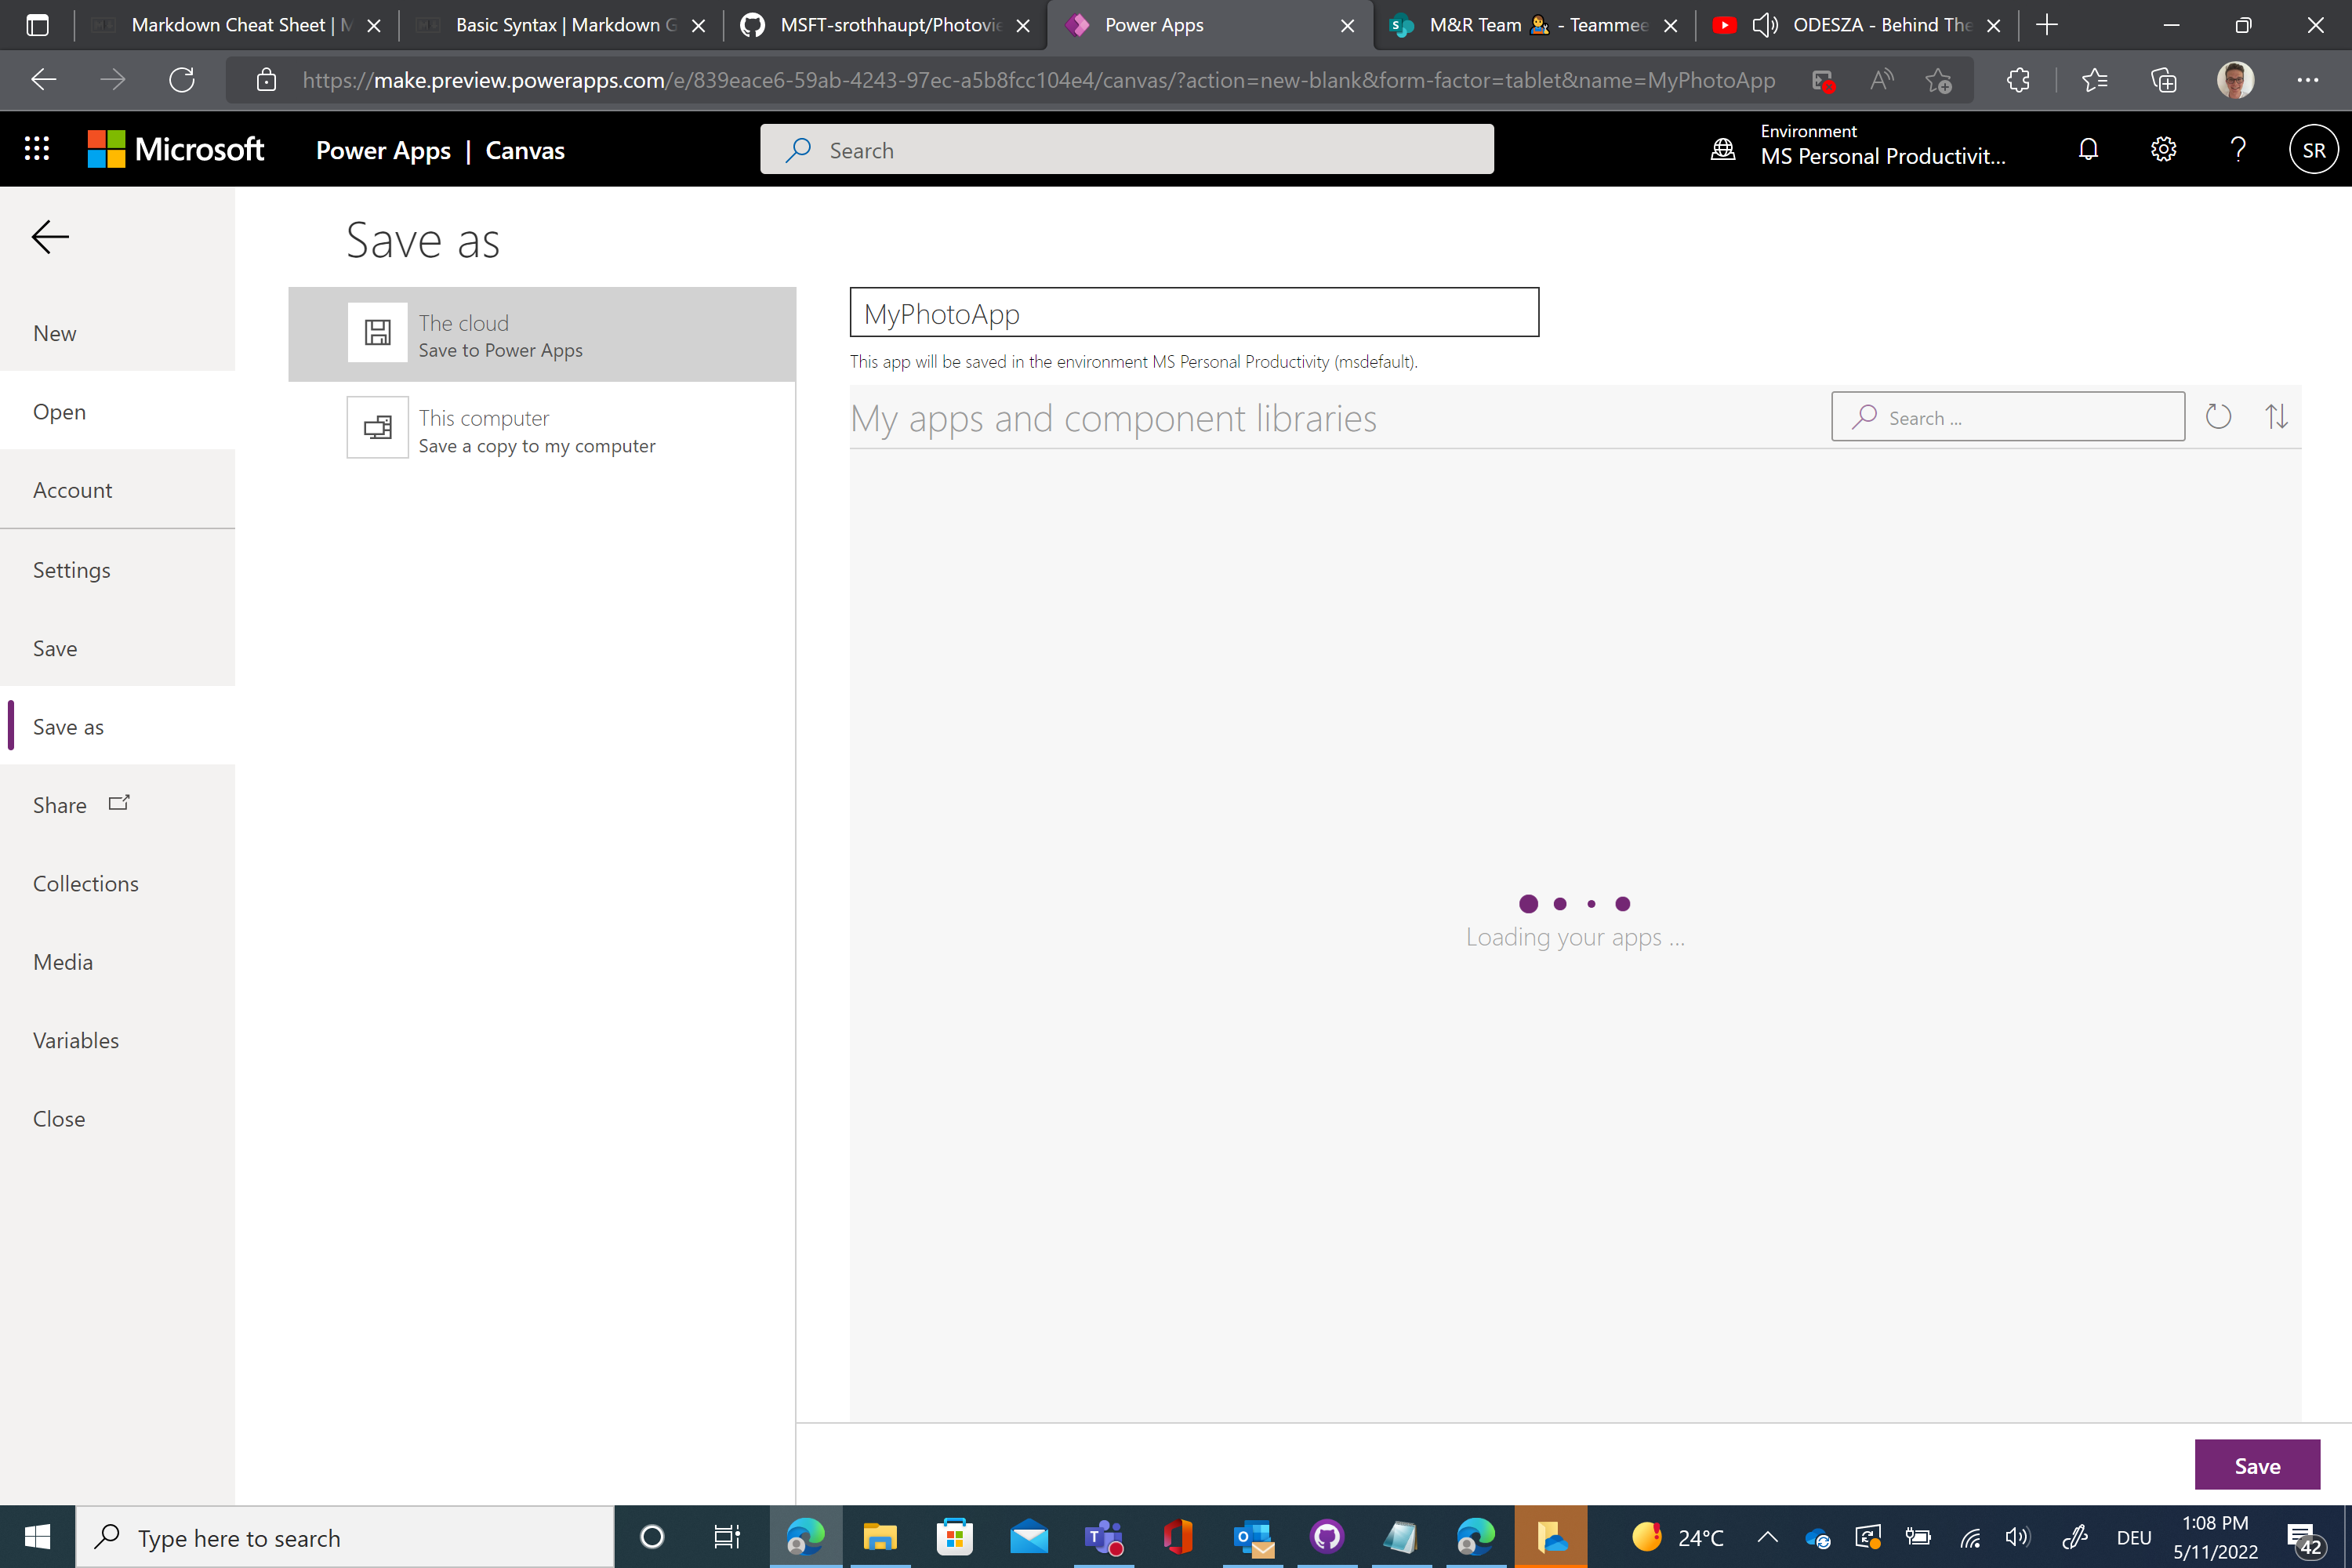 Markdown Cheat Sheet | M
Basic Syntax | Markdown G
MSFT-srothhaupt/Photovie
Power Apps
M&R Team 👩‍💻 - Teammee
ODESZA - Behind The
https://make.preview.powerapps.com/e/839eace6-59ab-4243-97ec-a5b8fcc104e4/canvas/?action=new-blank&form-factor=tablet&name=MyPhotoApp
Microsoft
Power Apps | Canvas
Search
Environment
MS Personal Productivit...
SR
Save as
New
Open
Account
Settings
Save
Save as
Share
Collections
Media
Variables
Close
The cloud
Save to Power Apps
This computer
Save a copy to my computer
MyPhotoApp
This app will be saved in the environment MS Personal Productivity (msdefault).
My apps and component libraries
Search ...
Loading your apps ...
Save
Type here to search
24°C
DEU
1:08 PM
5/11/2022
42